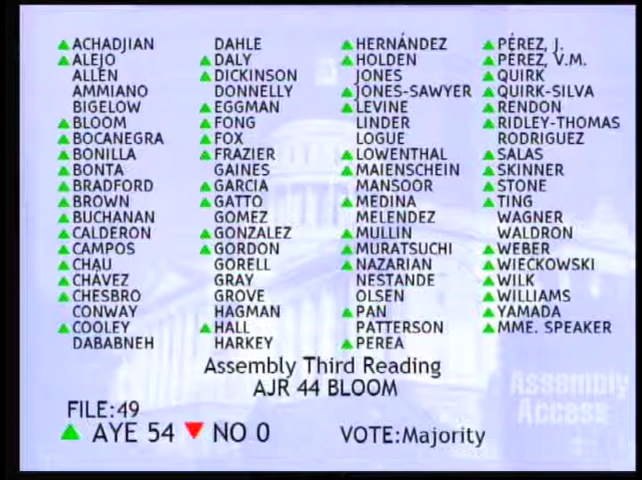 ACHADJIAN
ALEJO
ALLEN
AMMIANO
BIGELOW
BLOOM
BOCANEGRA
BONILLA
BONTA
BRADFORD
BROWN
BUCHANAN
CALDERON
CAMPOS
CHAU
CHÁVEZ
CHESBRO
CONWAY
COOLEY
DABABNEH
DAHLE
DALY
DICKINSON
DONNELLY
EGGMAN
FONG
FOX
FRAZIER
GAINES
GARCIA
GATTO
GOMEZ
GONZALEZ
GORDON
GORELL
GRAY
GROVE
HAGMAN
HALL
HARKEY
HERNÁNDEZ
HOLDEN
JONES
JONES-SAWYER
LEVINE
LINDER
LOGUE
LOWENTHAL
MAIENSCHEIN
MANSOOR
MEDINA
MELENDEZ
MULLIN
MURATSUCHI
NAZARIAN
NESTANDE
OLSEN
PAN
PATTERSON
PEREA
PÉREZ, J.
PÉREZ, V.M.
QUIRK
QUIRK-SILVA
RENDON
RIDLEY-THOMAS
RODRIGUEZ
SALAS
SKINNER
STONE
TING
WAGNER
WALDRON
WEBER
WIECKOWSKI
WILK
WILLIAMS
YAMADA
MME. SPEAKER
Assembly Third Reading
AJR 44 BLOOM
FILE:49
AYE 54 NO 0 VOTE:Majority
Assembly
Access